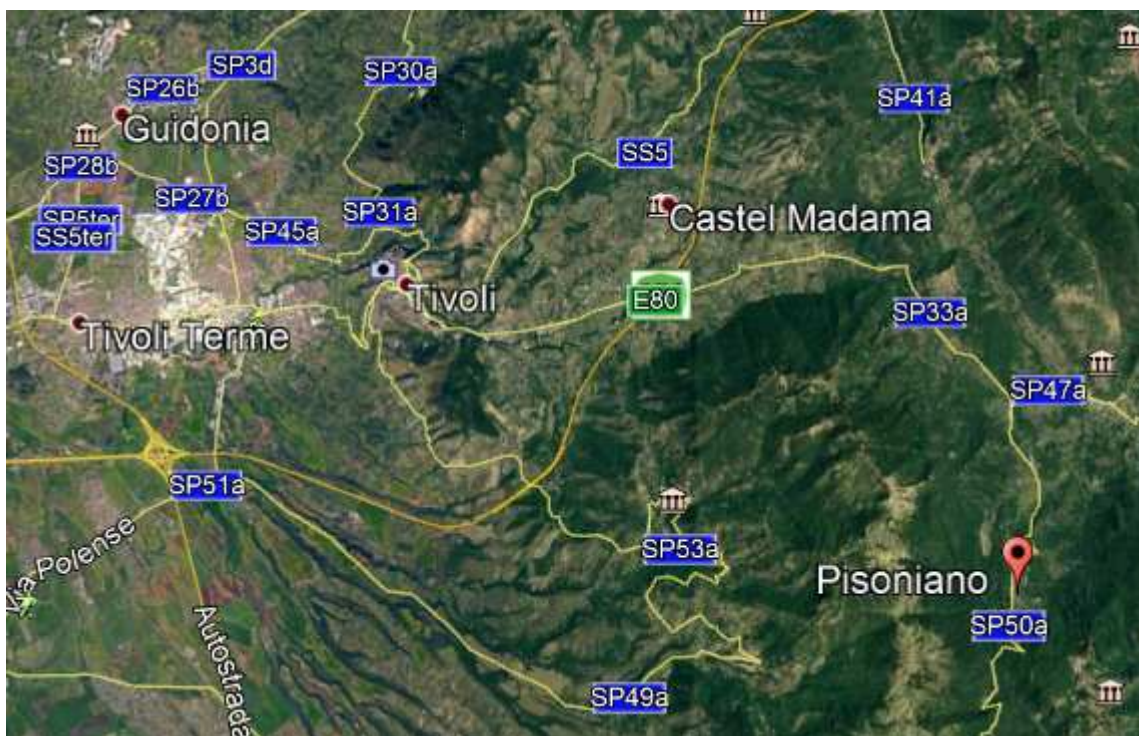 SP3d
SP30a
SP26b
SP41a
Guidonia
SS5
SP28b
SP27b
SP31a
SP5ter
SS5ter
SP45a
Castel Madama
Tivoli
E80
SP33a
Tivoli Terme
SP47a
SP51a
Via Polense
SP53a
Pisoniano
Autostrada
SP50a
SP49a